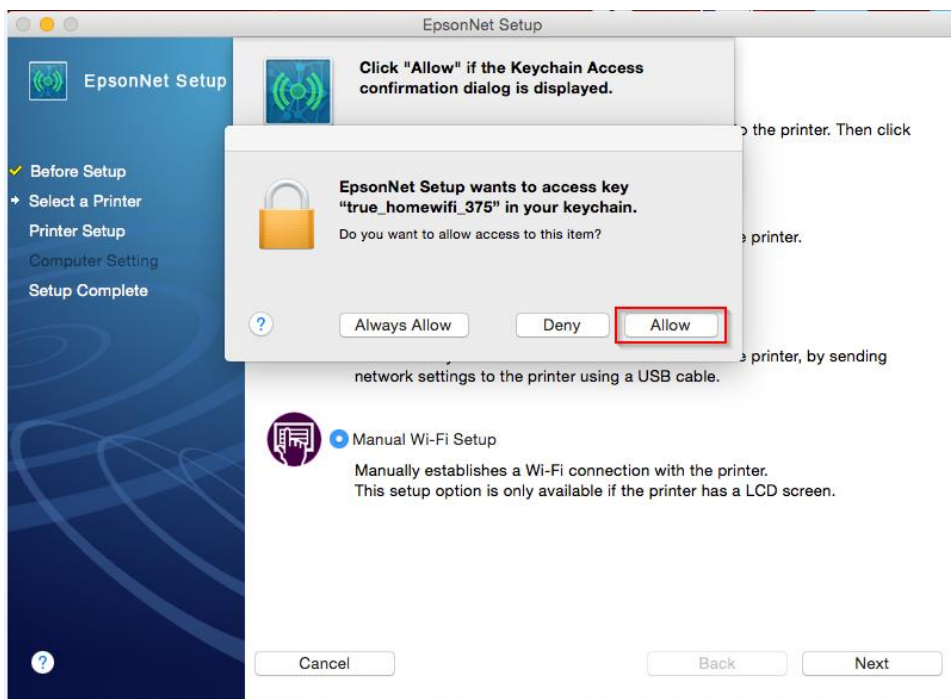 EpsonNet Setup
EpsonNet Setup
Before Setup
Select a Printer
Printer Setup
Computer Setting
Setup Complete
Click "Allow" if the Keychain Access
confirmation dialog is displayed.
the printer. Then click
EpsonNet Setup wants to access key
“true_homewifi_375” in your keychain.
Do you want to allow access to this item?
printer.
?
Always Allow
Deny
Allow
printer, by sending
network settings to the printer using a USB cable.
Manual Wi-Fi Setup
Manually establishes a Wi-Fi connection with the printer.
This setup option is only available if the printer has a LCD screen.
?
Cancel
Back
Next